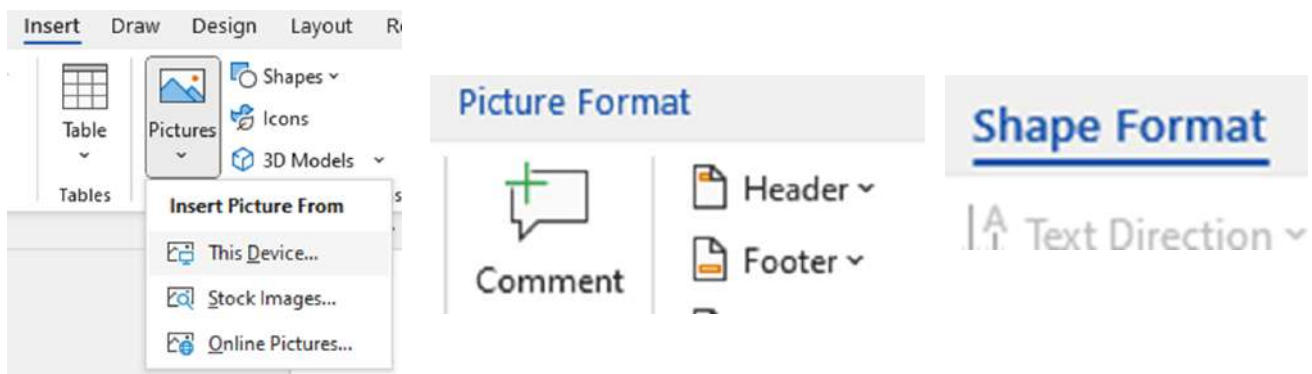 Insert Draw Design Layout
Table
Pictures
Shapes
Icons
3D Models
Tables
Insert Picture From
This Device...
Stock Images...
Online Pictures...
Picture Format
Comment
Header
Footer
Shape Format
Text Direction